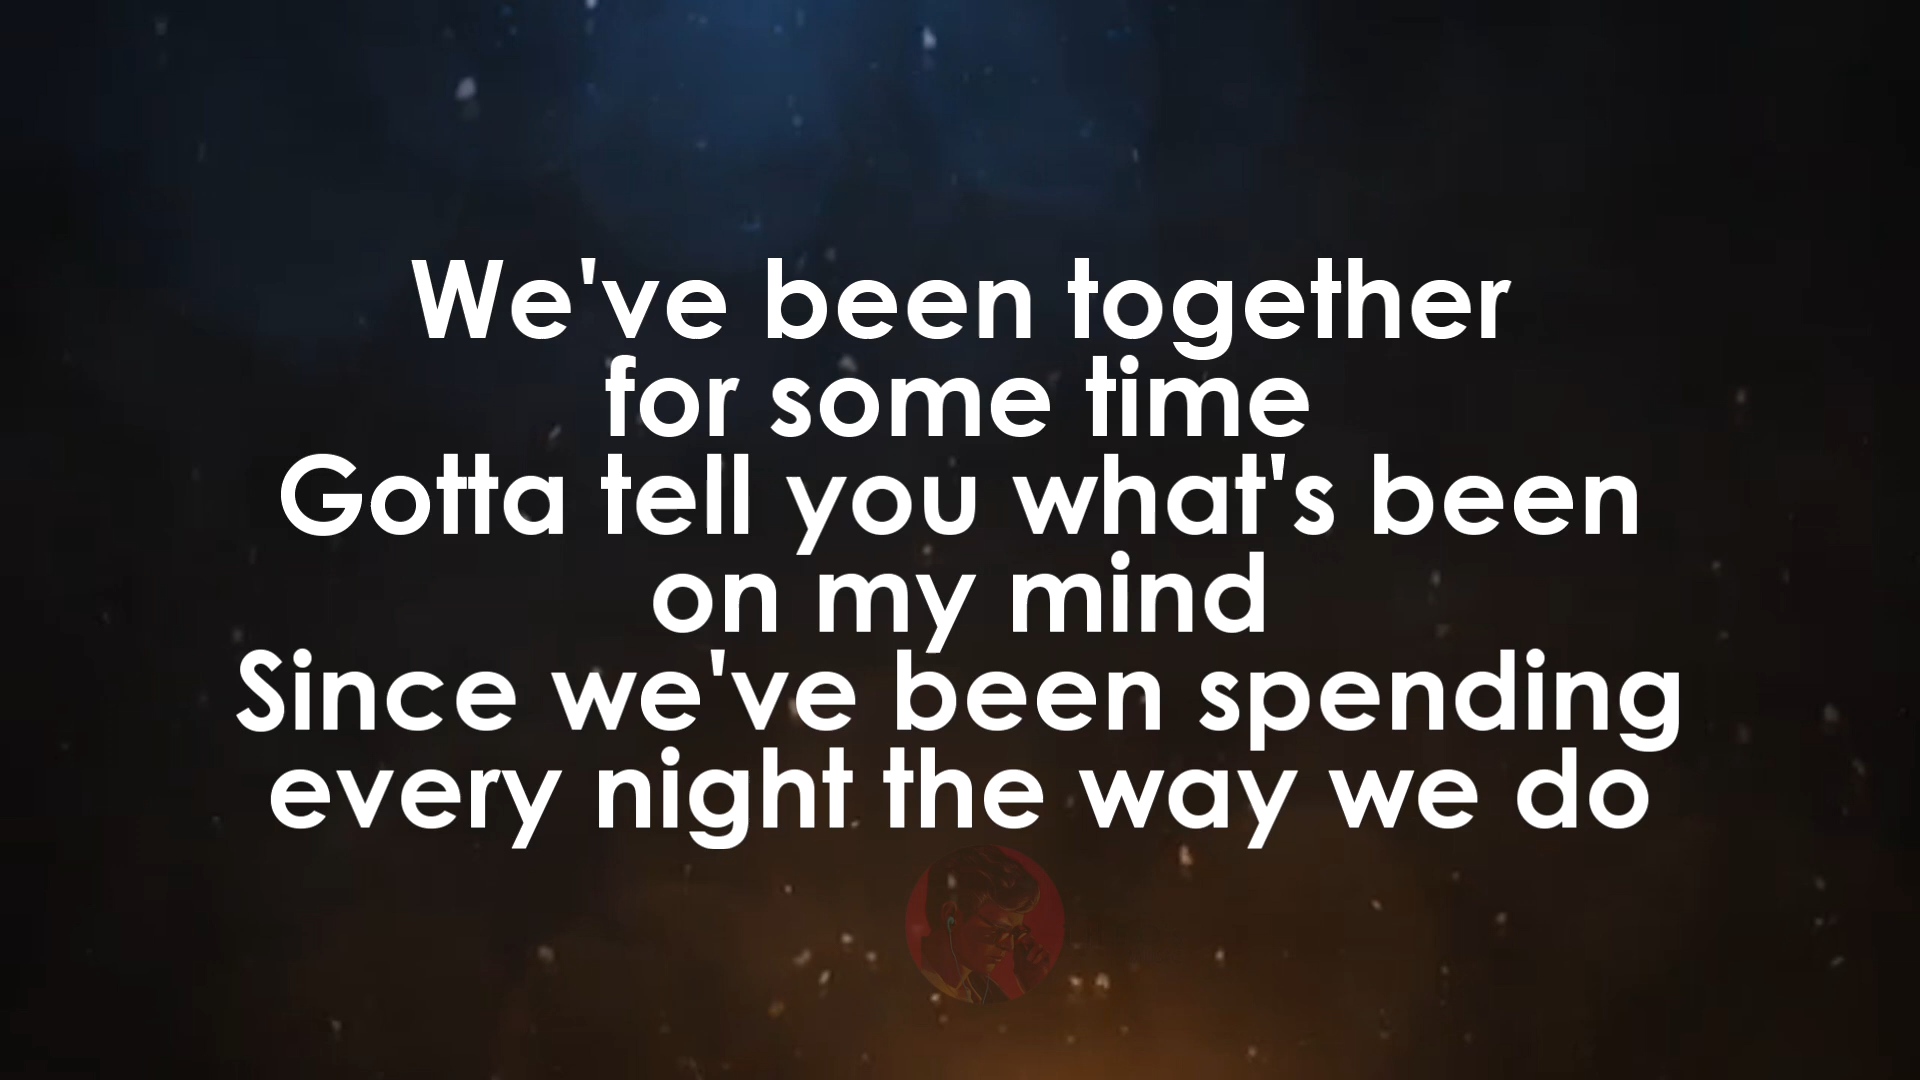 We've been together
for some time
Gotta tell you what's been
on my mind
Since we've been spending
every night the way we do